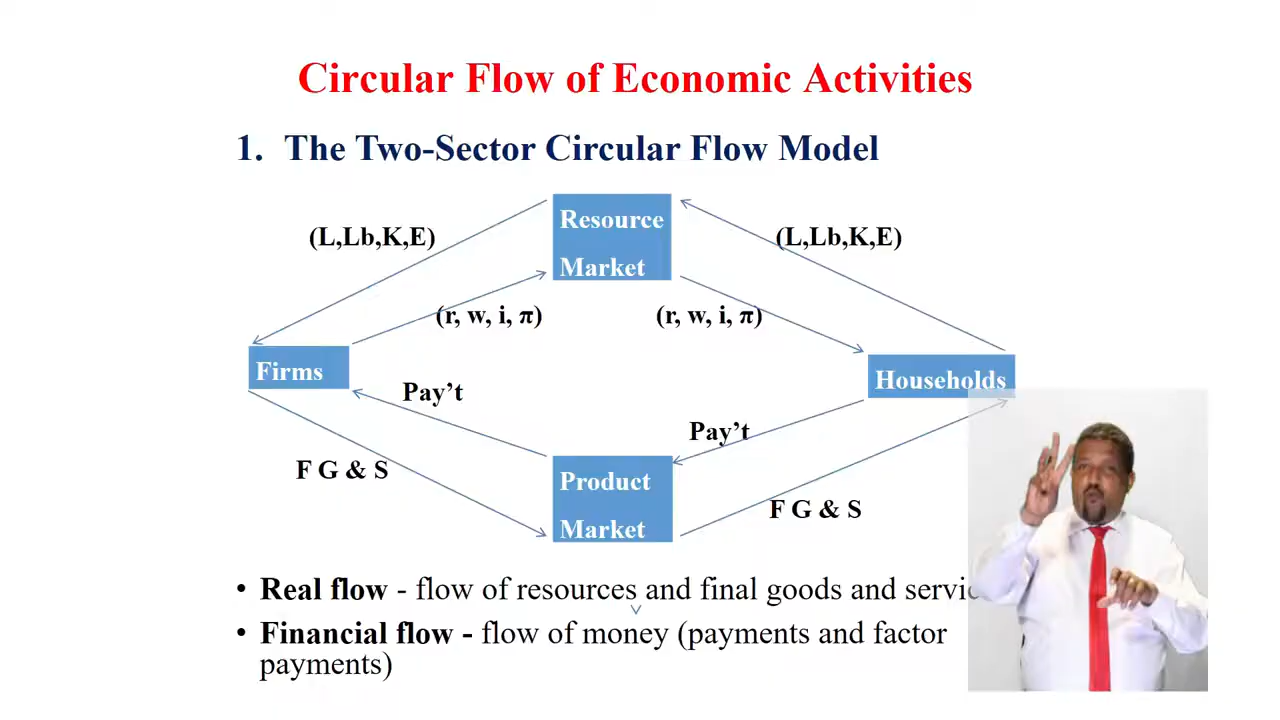 Circular Flow of Economic Activities
1. The Two-Sector Circular Flow Model
Resource
Market
(L,Lb,K,E)
(L,Lb,K,E)
(r, w, i, π)
(r, w, i, π)
Firms
Households
Pay’t
Pay’t
F G & S
Product
Market
F G & S
• Real flow - flow of resources and final goods and servic
• Financial flow - flow of money (payments and factor
payments)